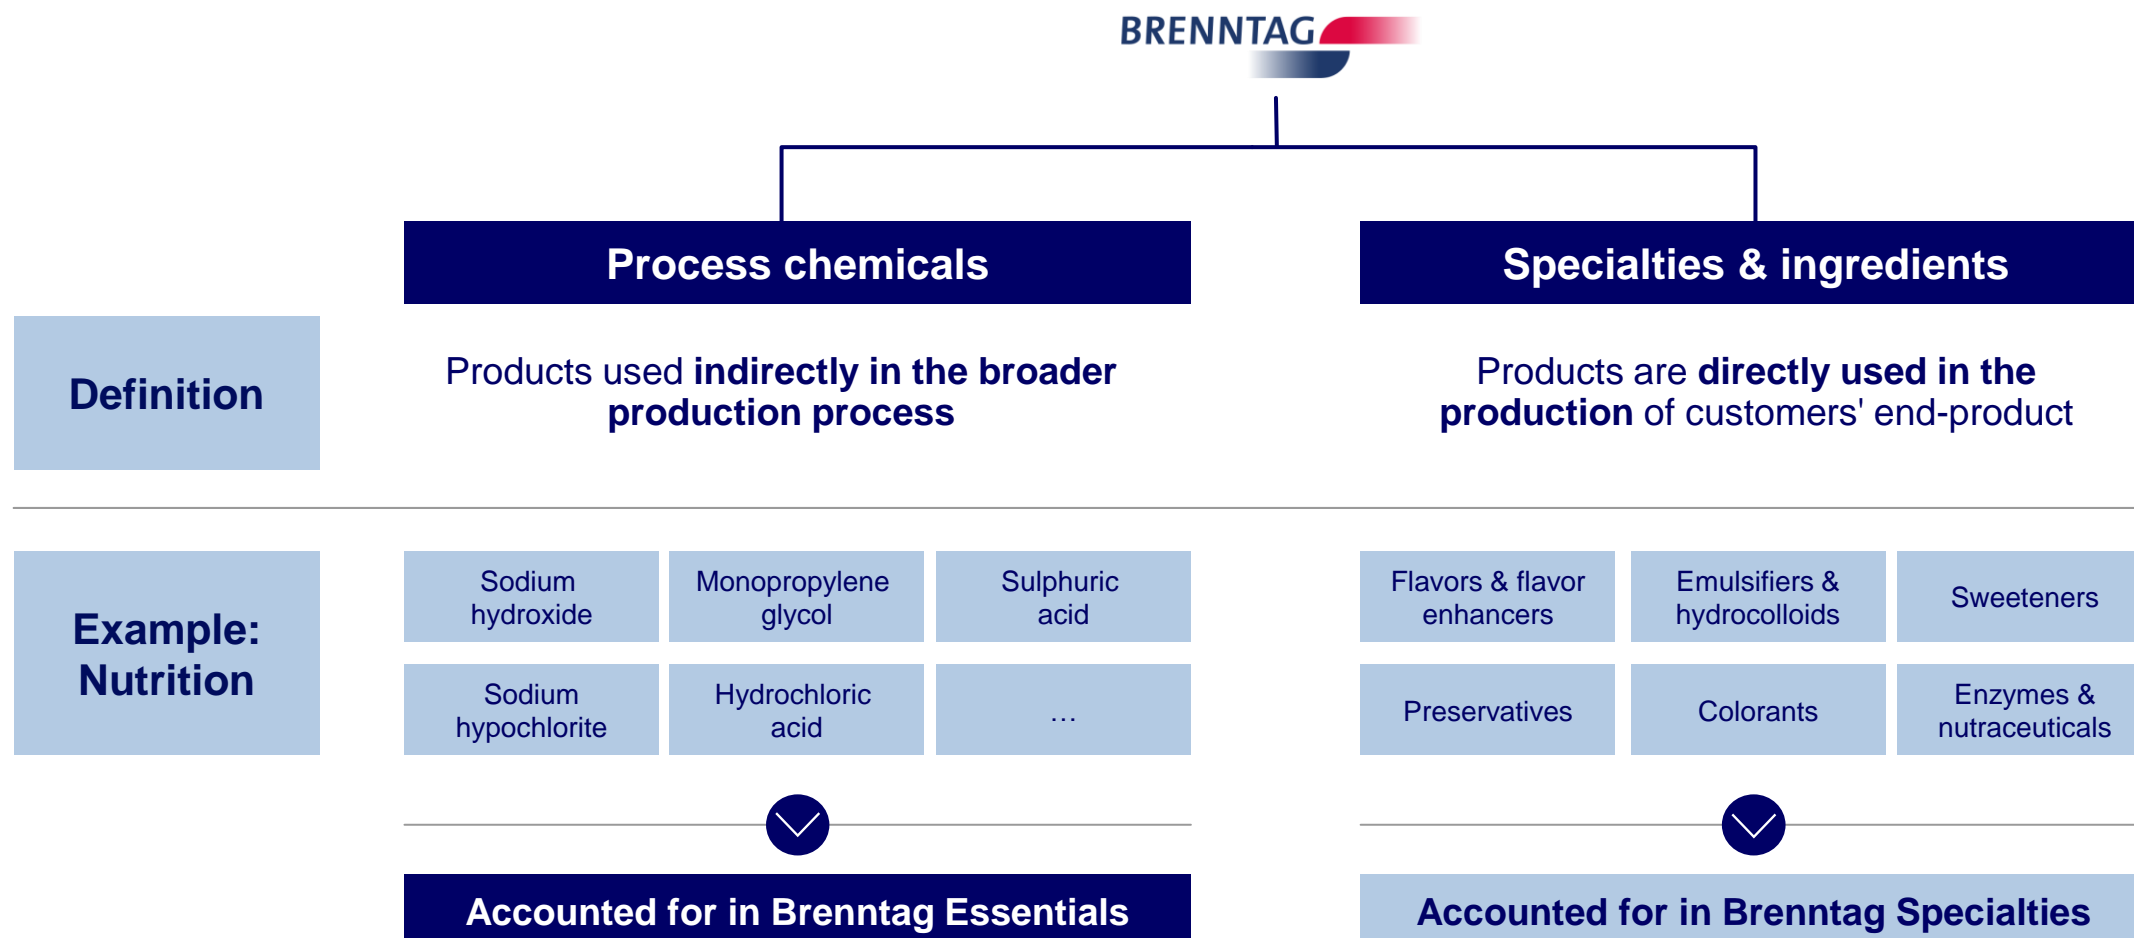 BRENNTAG
Process chemicals
Specialties & ingredients
Definition
Products used indirectly in the broader
production process
Products are directly used in the
production of customers' end-product
Example:
Nutrition
Sodium
hydroxide
Monopropylene
glycol
Sulphuric
acid
Sodium
hypochlorite
Hydrochloric
acid
…
Flavors & flavor
enhancers
Emulsifiers &
hydrocolloids
Sweeteners
Preservatives
Colorants
Enzymes &
nutraceuticals
Accounted for in Brenntag Essentials
Accounted for in Brenntag Specialties